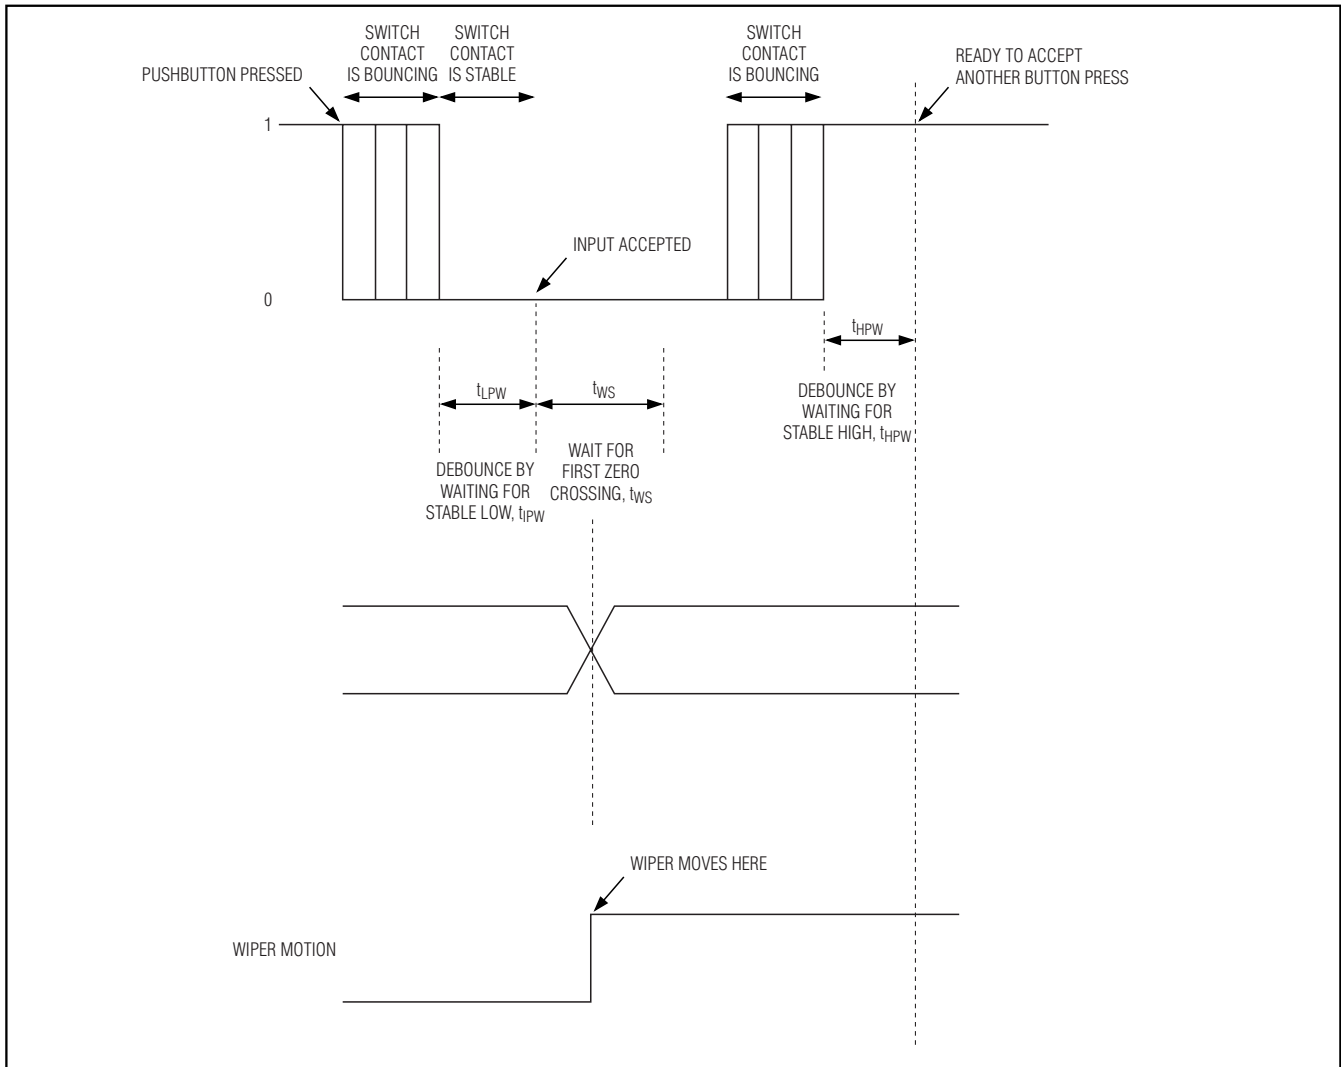 SWITCH
CONTACT
IS BOUNCING
SWITCH
CONTACT
IS STABLE
SWITCH
CONTACT
IS BOUNCING
PUSHBUTTON PRESSED
READY TO ACCEPT
ANOTHER BUTTON PRESS
1
INPUT ACCEPTED
0
tHPW
tLPW
tWS
DEBOUNCE BY
WAITING FOR
STABLE HIGH, tHPW
WAIT FOR
FIRST ZERO
CROSSING, tWS
DEBOUNCE BY
WAITING FOR
STABLE LOW, tIPW
WIPER MOVES HERE
WIPER MOTION